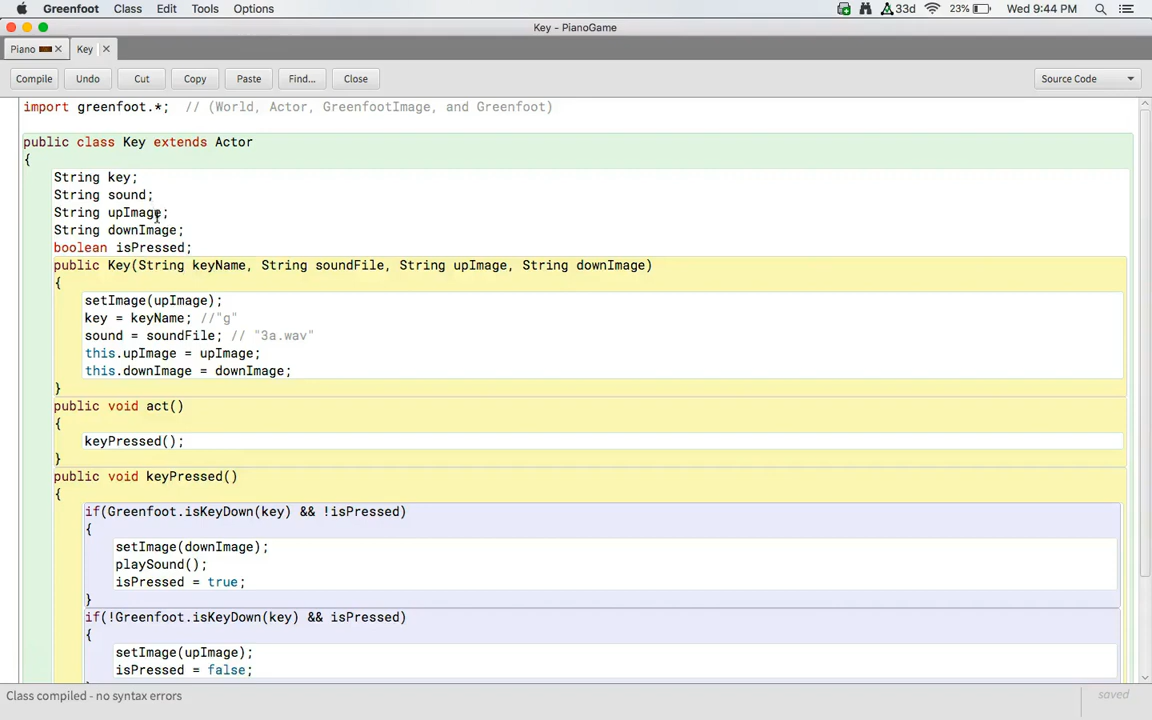 Greenfoot Class Edit Tools Options 33d 23% Wed 9:44 PM
Key - PianoGame
Piano Key
Compile Undo Cut Copy Paste Find... Close Source Code
import greenfoot.*;  // (World, Actor, GreenfootImage, and Greenfoot)
public class Key extends Actor
{
String key;
String sound;
String upImage;
String downImage;
boolean isPressed;
public Key(String keyName, String soundFile, String upImage, String downImage)
{
setImage(upImage);
key = keyName; //"g"
sound = soundFile; // "3a.wav"
this.upImage = upImage;
this.downImage = downImage;
}
public void act()
{
keyPressed();
}
public void keyPressed()
{
if(Greenfoot.isKeyDown(key) && !isPressed)
{
setImage(downImage);
playSound();
isPressed = true;
}
if(!Greenfoot.isKeyDown(key) && isPressed)
{
setImage(upImage);
isPressed = false;
Class compiled - no syntax errors
saved